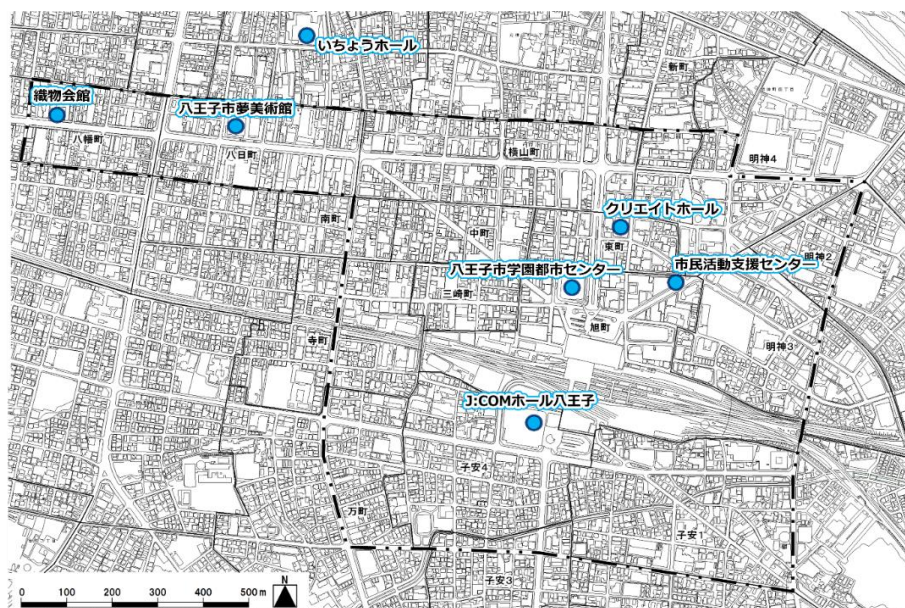 いちょうホール
新町
織物会館
八王子市夢美術館
八幡町
八日町
横山町
明神4
クリエイトホール
南町
中町
東町
明神2
八王子市学園都市センター
市民活動支援センター
三崎町
旭町
寺町
明神3
J:COMホール八王子
子安4
万町
子安1
子安3
0 100 200 300 400 500m
N